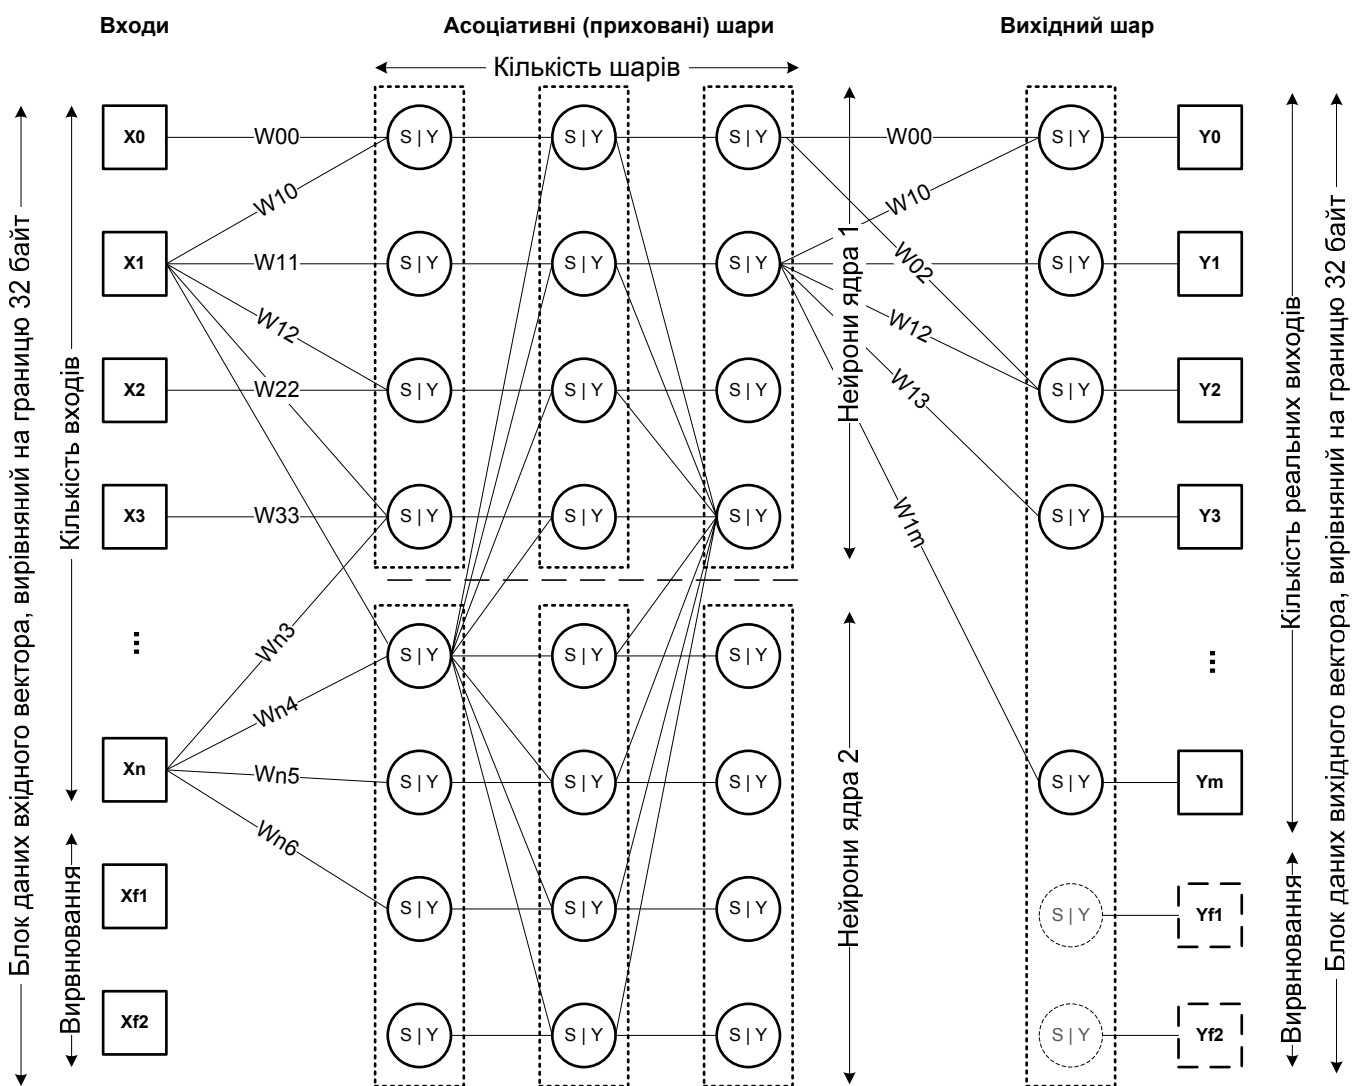 Входи
Асоціативні (приховані) шари
Вихідний шар
Кількість шарів
X0
W00
S | Y
S | Y
S | Y
W00
S | Y
Y0
W10
W10
X1
W11
S | Y
S | Y
S | Y
W02
S | Y
Y1
W12
W12
X2
W22
S | Y
S | Y
S | Y
W13
S | Y
Y2
X3
W33
S | Y
S | Y
S | Y
S | Y
Y3
W1m
...
Wn3
S | Y
S | Y
S | Y
...
Wn4
Xn
Wn5
S | Y
S | Y
S | Y
S | Y
Ym
Wn6
Xf1
S | Y
S | Y
S | Y
S | Y
Yf1
Xf2
S | Y
S | Y
S | Y
S | Y
Yf2
Блок даних вхідного вектора, вирівняний на границю 32 байт
Кількість входів
Вирвнювання
Нейрони ядра 1
Нейрони ядра 2
Кількість реальних виходів
Вирвнювання
Блок даних вихідного вектора, вирівняний на границю 32 байт